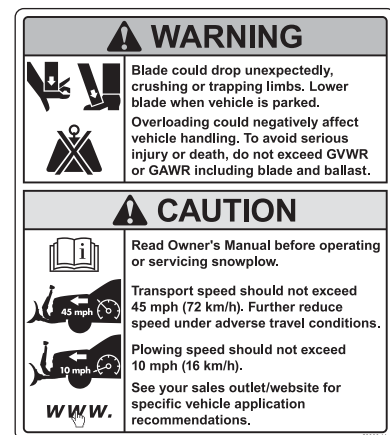 WARNING
Blade could drop unexpectedly,
crushing or trapping limbs. Lower
blade when vehicle is parked.
Overloading could negatively affect
vehicle handling. To avoid serious
injury or death, do not exceed GVWR
or GAWR including blade and ballast.
CAUTION
Read Owner's Manual before operating
or servicing snowplow.
Transport speed should not exceed
45 mph (72 km/h). Further reduce
speed under adverse travel conditions.
45 mph
Plowing speed should not exceed
10 mph (16 km/h).
10 mph
See your sales outlet/website for
specific vehicle application
recommendations.
www.